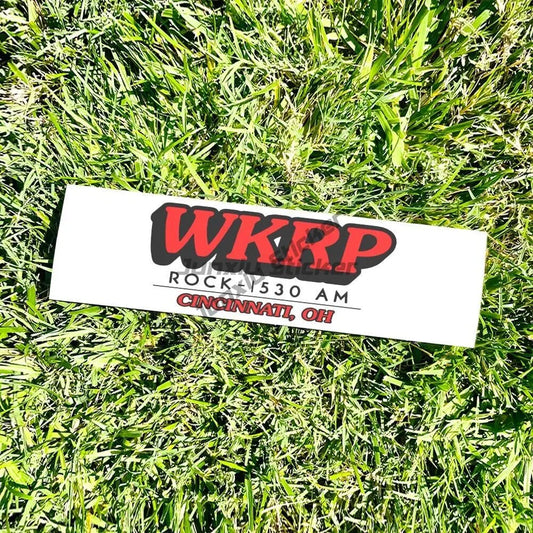 WKRP
ROCK-1530 AM
CINCINNATI, OH